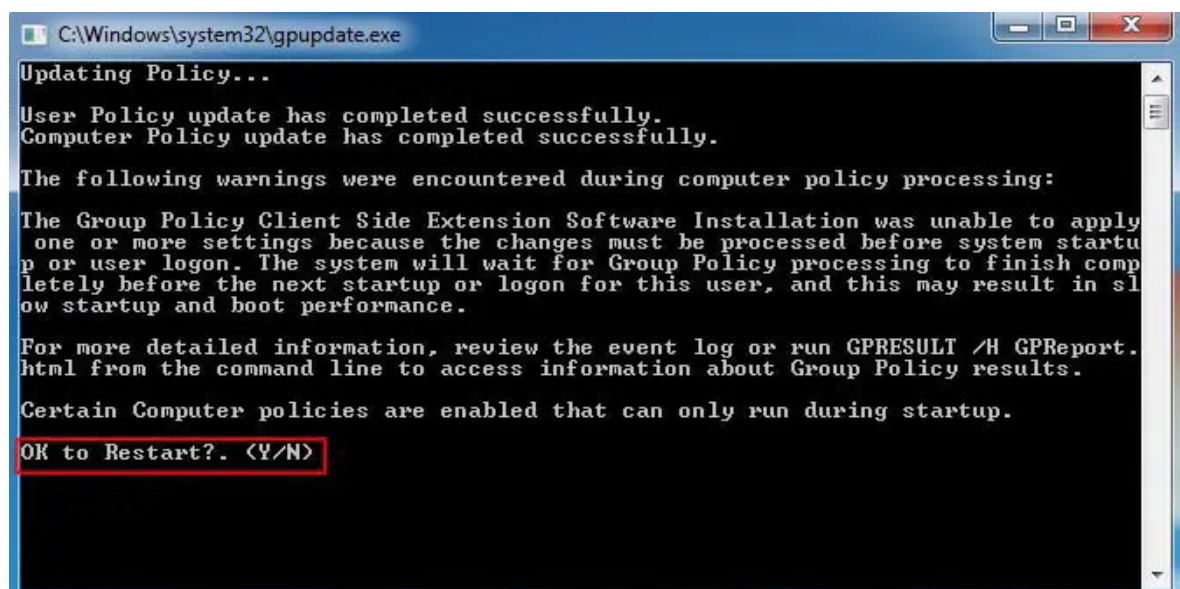 C:\Windows\system32\gpupdate.exe
Updating Policy...
User Policy update has completed successfully.
Computer Policy update has completed successfully.
The following warnings were encountered during computer policy processing:
The Group Policy Client Side Extension Software Installation was unable to apply
one or more settings because the changes must be processed before system startu
p or user logon. The system will wait for Group Policy processing to finish comp
letely before the next startup or logon for this user, and this may result in sl
ow startup and boot performance.
For more detailed information, review the event log or run GPRESULT /H GPReport.
html from the command line to access information about Group Policy results.
Certain Computer policies are enabled that can only run during startup.
OK to Restart?. (Y/N)